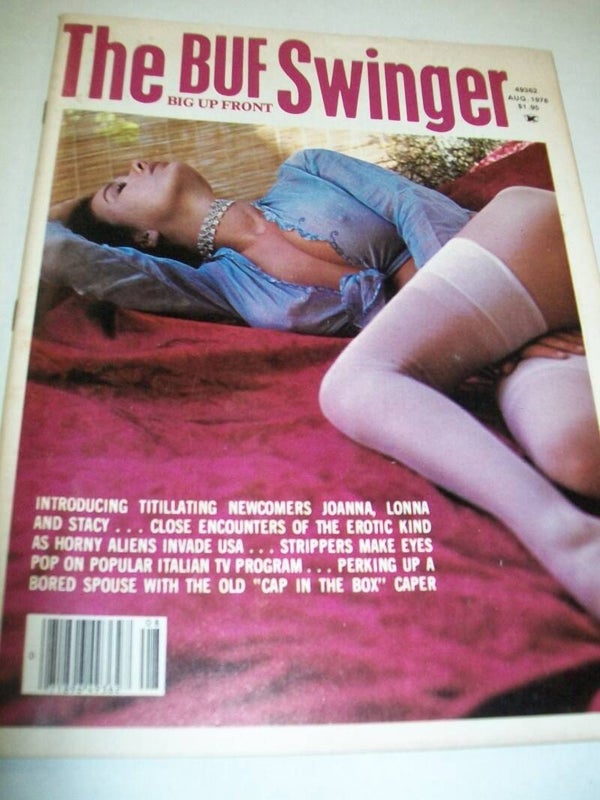 The BUF Swinger
BIG UP FRONT
49362
AUG. 1978
$1.95
INTRODUCING TITILLATING NEWCOMERS JOANNA, LONNA
AND STACY . . . CLOSE ENCOUNTERS OF THE EROTIC KIND
AS HORNY ALIENS INVADE USA . . . STRIPPERS MAKE EYES
POP ON POPULAR ITALIAN TV PROGRAM . . . PERKING UP A
BORED SPOUSE WITH THE OLD "CAP IN THE BOX" CAPER
08
0